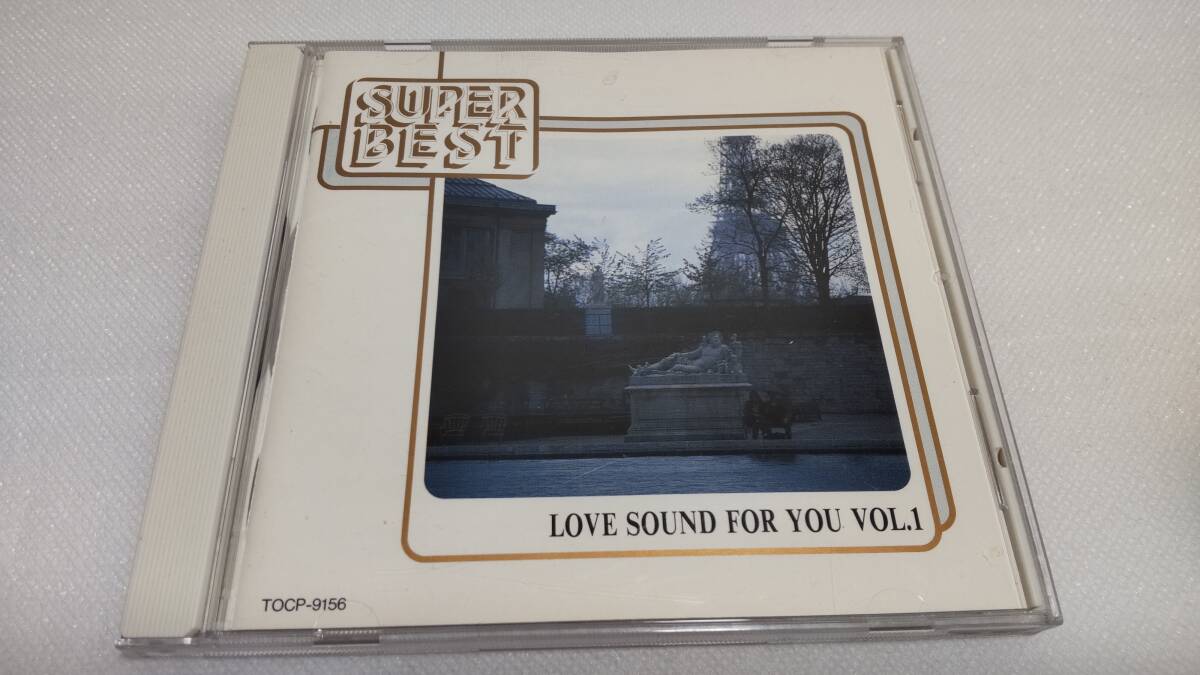 SUPER
BEST
LOVE SOUND FOR YOU VOL.1
TOCP-9156